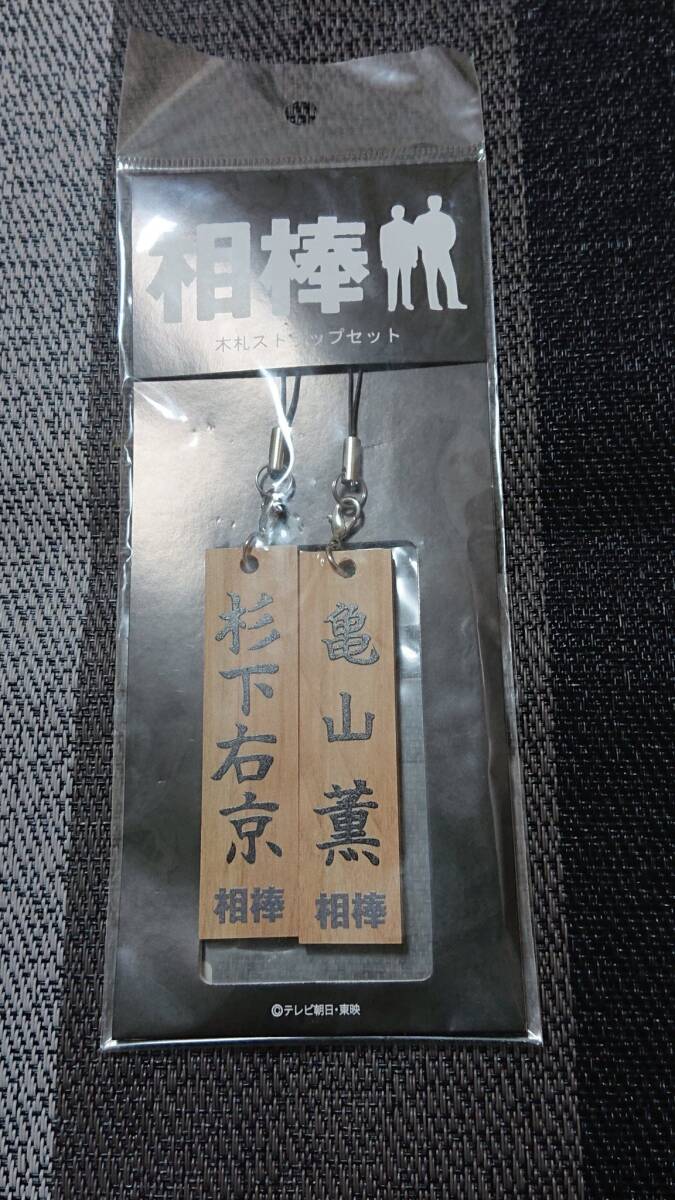 相棒
木札ストラップセット
杉下右京
相棒
亀山薫
相棒
©テレビ朝日・東映